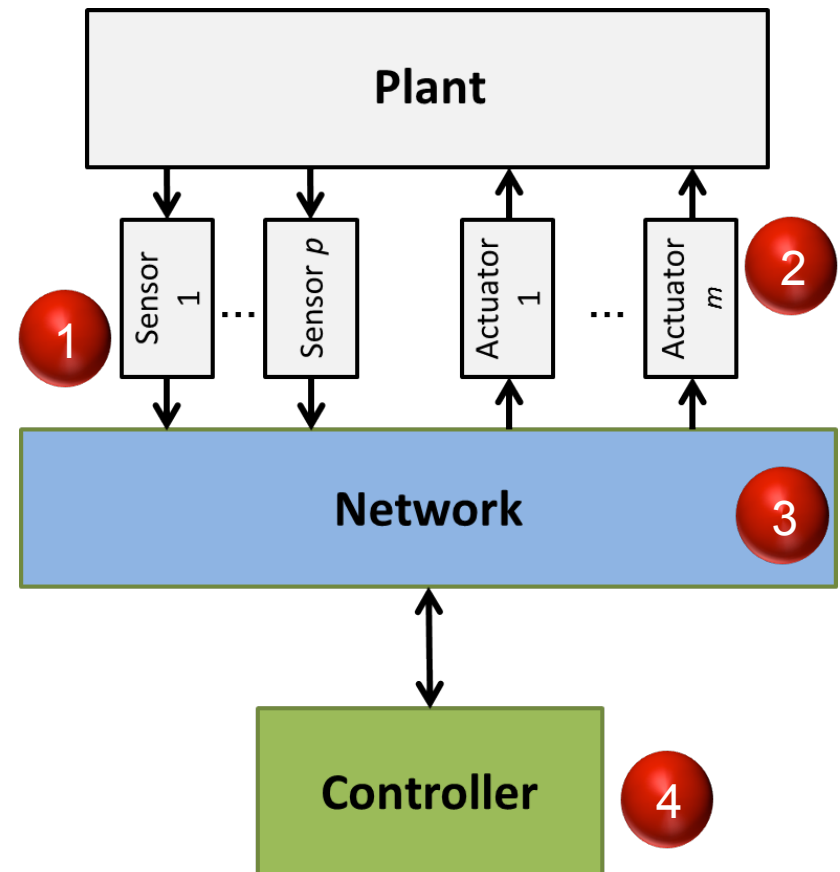 Plant
Sensor
1
...
Sensor p
Actuator
1
...
Actuator
m
1
2
Network
3
Controller
4